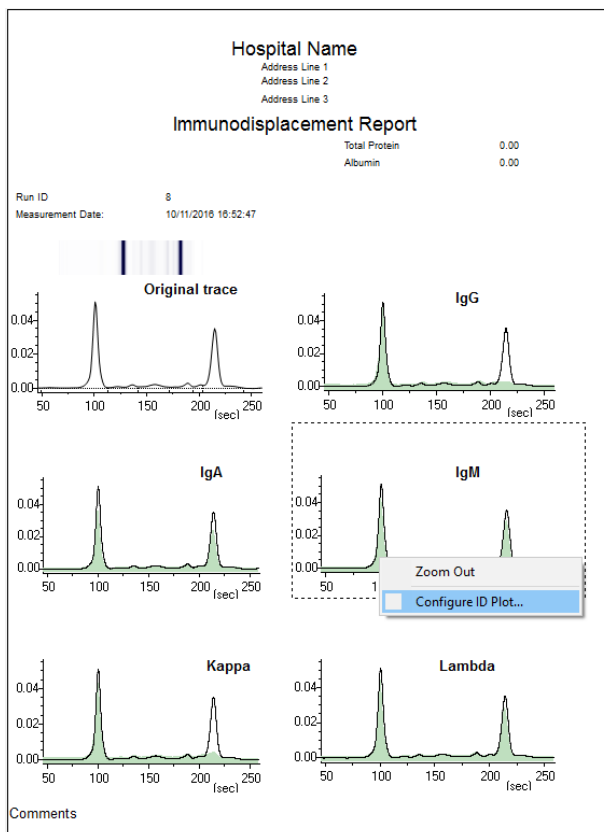 Hospital Name
Address Line 1
Address Line 2
Address Line 3
Immunodisplacement Report
Total Protein 0.00
Albumin 0.00
Run ID 8
Measurement Date: 10/11/2016 16:52:47
Original trace
0.04
0.02
0.00
50 100 150 200 250
[sec]
IgG
0.04
0.02
0.00
50 100 150 200 250
[sec]
IgA
0.04
0.02
0.00
50 100 150 200 250
[sec]
IgM
0.04
0.02
0.00
50
Zoom Out
Configure ID Plot...
Kappa
0.04
0.02
0.00
50 100 150 200 250
[sec]
Lambda
0.04
0.02
0.00
50 100 150 200 250
[sec]
Comments